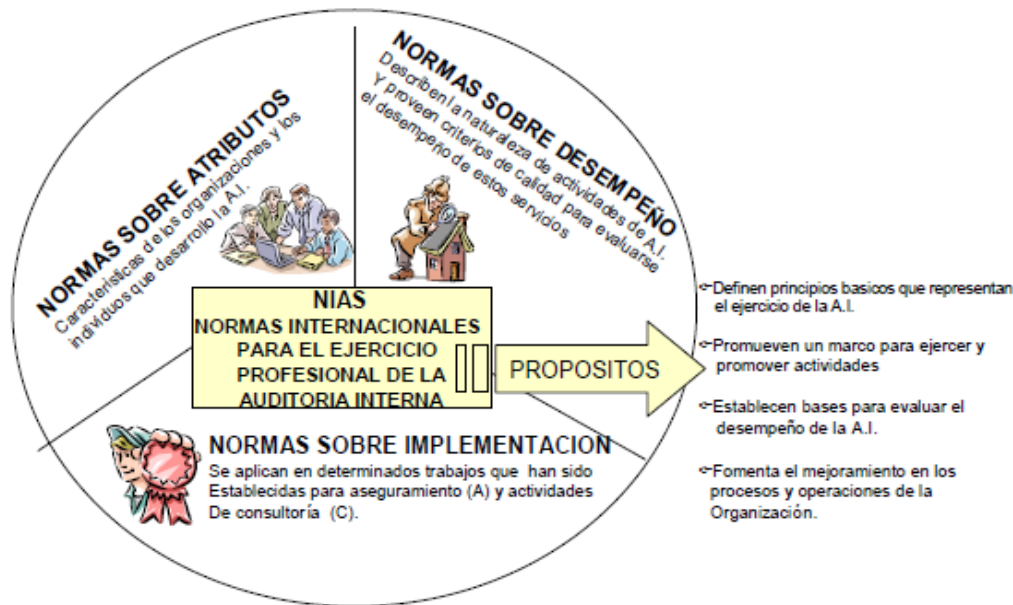 NORMAS SOBRE ATRIBUTOS
Características de los organizaciones y los
individuos que desarrollo la A.I.
NORMAS SOBRE DESEMPEÑO
Describen la naturaleza de actividades de A.I.
Y proveen criterios de calidad para evaluarse
el desempeño de estos servicios
NIAS
NORMAS INTERNACIONALES
PARA EL EJERCICIO
PROFESIONAL DE LA
AUDITORIA INTERNA
PROPOSITOS
Definen principios basicos que representan
el ejercicio de la A.I.
Promueven un marco para ejercer y
promover actividades
Establecen bases para evaluar el
desempeño de la A.I.
Fomenta el mejoramiento en los
procesos y operaciones de la
Organización.
NORMAS SOBRE IMPLEMENTACION
Se aplican en determinados trabajos que han sido
Establecidas para aseguramiento (A) y actividades
De consultoría (C).